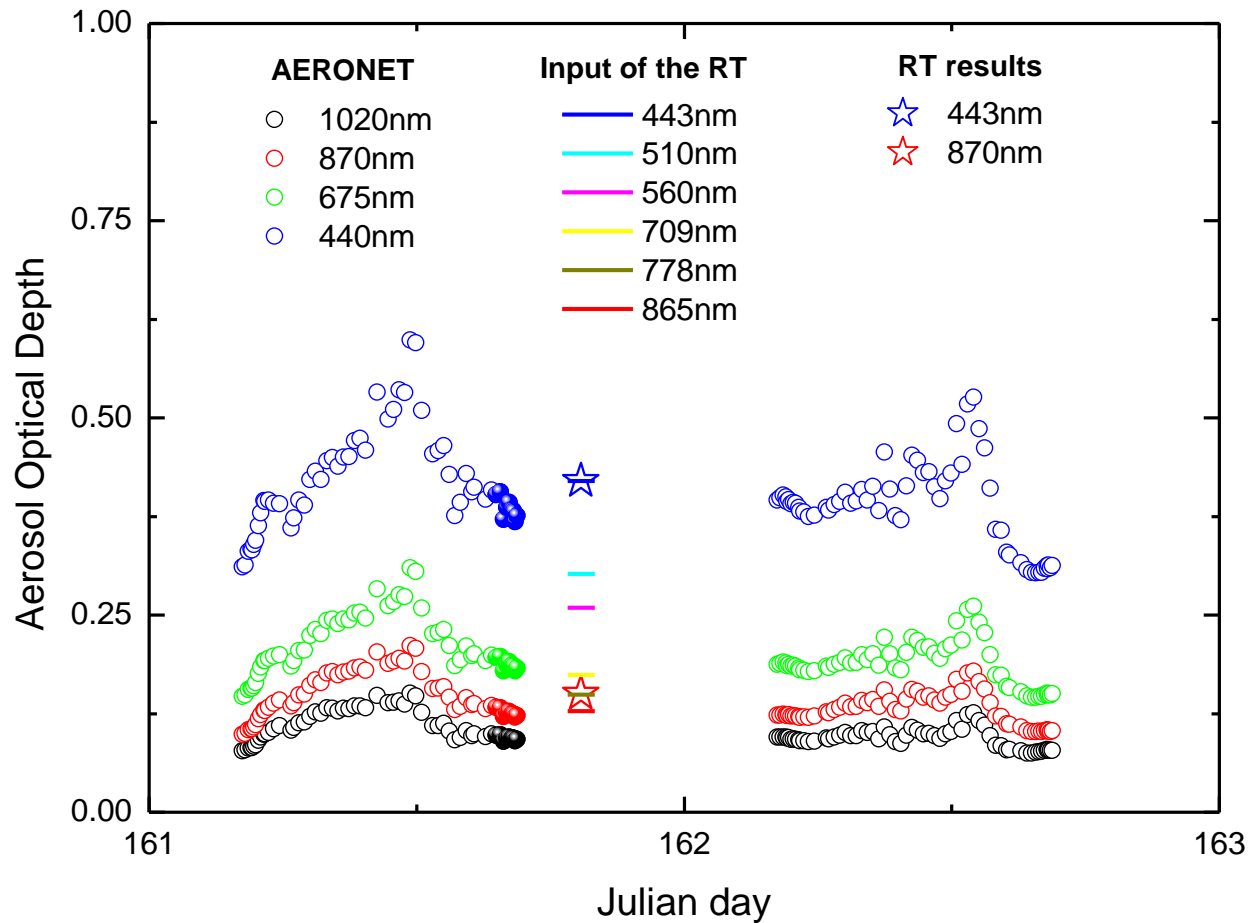 1.00
0.75
0.50
0.25
0.00
Aerosol Optical Depth
AERONET
1020nm
870nm
675nm
440nm
Input of the RT
443nm
510nm
560nm
709nm
778nm
865nm
RT results
443nm
870nm
161
162
163
Julian day